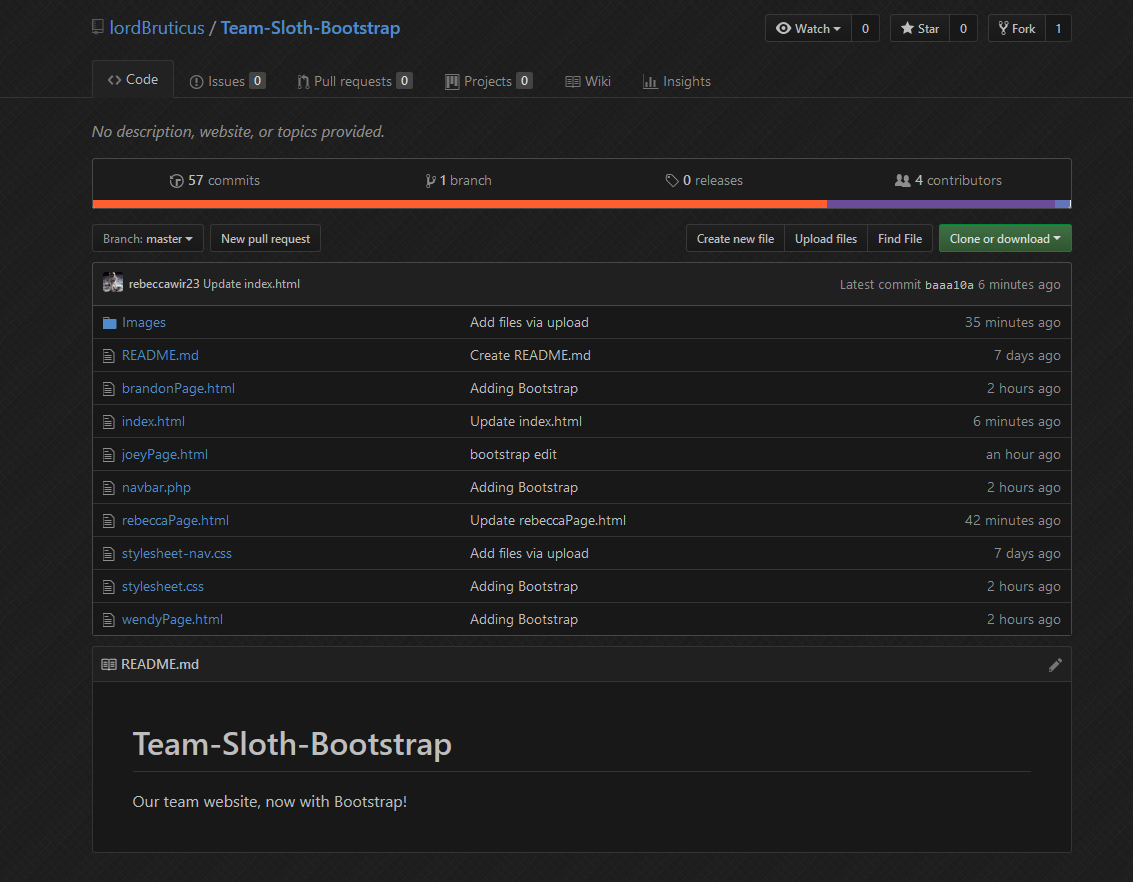 lordBruticus / Team-Sloth-Bootstrap Watch 0 Star 0 Fork 1
Code Issues 0 Pull requests 0 Projects 0 Wiki Insights
No description, website, or topics provided.
57 commits 1 branch 0 releases 4 contributors
Branch: master New pull request Create new file Upload files Find File Clone or download
rebeccawir23 Update index.html Latest commit baaa10a 6 minutes ago
Images Add files via upload 35 minutes ago
README.md Create README.md 7 days ago
brandonPage.html Adding Bootstrap 2 hours ago
index.html Update index.html 6 minutes ago
joeyPage.html bootstrap edit an hour ago
navbar.php Adding Bootstrap 2 hours ago
rebeccaPage.html Update rebeccaPage.html 42 minutes ago
stylesheet-nav.css Add files via upload 7 days ago
stylesheet.css Adding Bootstrap 2 hours ago
wendyPage.html Adding Bootstrap 2 hours ago
README.md
Team-Sloth-Bootstrap
Our team website, now with Bootstrap!